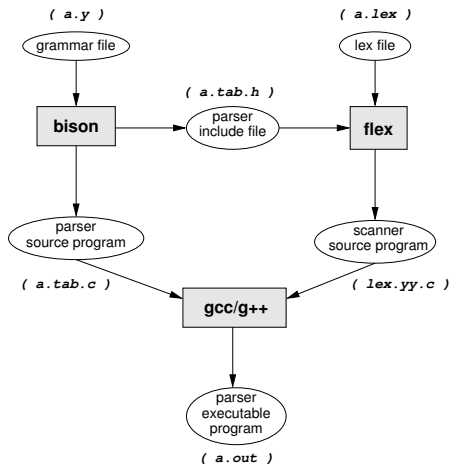 ( a.y )
( a.lex )
grammar file
lex file
( a.tab.h )
bison
parser
include file
flex
parser
source program
scanner
source program
( a.tab.c )
( lex.yy.c )
gcc/g++
parser
executable
program
( a.out )